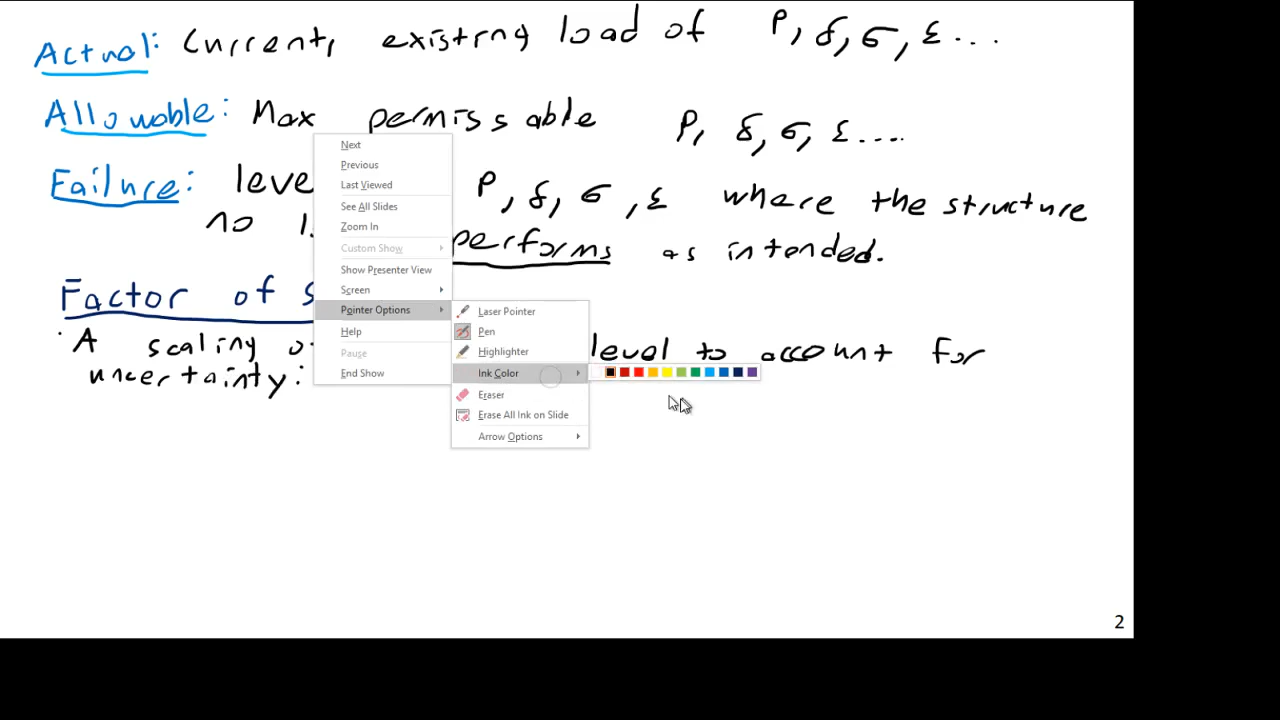 Actual: Current, existing load of P, δ, σ, ε...
Allowable: Max permissable P, δ, σ, ε....
Failure: leve P, δ, σ, ε where the structure
no performs as intended.
Factor of S
· A scaling o level to account for
uncertainty:
Next
Previous
Last Viewed
See All Slides
Zoom In
Custom Show
Show Presenter View
Screen
Pointer Options
Help
Pause
End Show
Laser Pointer
Pen
Highlighter
Ink Color
Eraser
Erase All Ink on Slide
Arrow Options
2